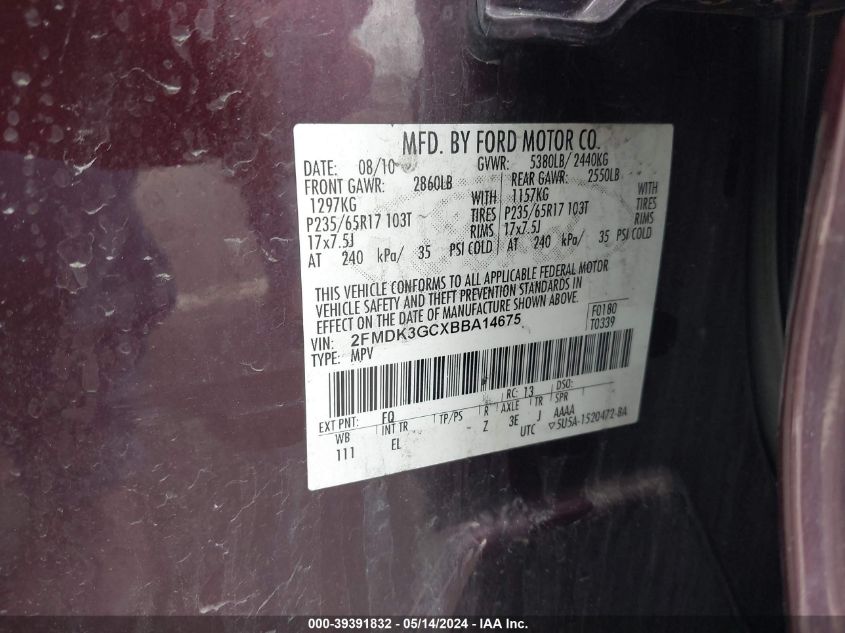 MFD. BY FORD MOTOR CO.
DATE: 08/10 GVWR: 5380LB/2440KG
FRONT GAWR: 2860LB REAR GAWR: 2550LB
1297KG WITH 1157KG WITH
P235/65R17 103T TIRES P235/65R17 103T TIRES
17x7.5J RIMS 17x7.5J RIMS
AT 240 kPa/ 35 PSI COLD AT 240 kPa/ 35 PSI COLD
THIS VEHICLE CONFORMS TO ALL APPLICABLE FEDERAL MOTOR
VEHICLE SAFETY AND THEFT PREVENTION STANDARDS IN
EFFECT ON THE DATE OF MANUFACTURE SHOWN ABOVE.
VIN: 2FMDK3GCXBBA14675 F0180
TYPE: MPV T0339
RC: 13 DSO:
EXT PNT: FQ
WB INT TR TP/PS R AXLE TR SPR
111 EL Z 3E J AAAA
UTC ▽5U5A-1520472-BA
000-39391832 - 05/14/2024 - IAA Inc.